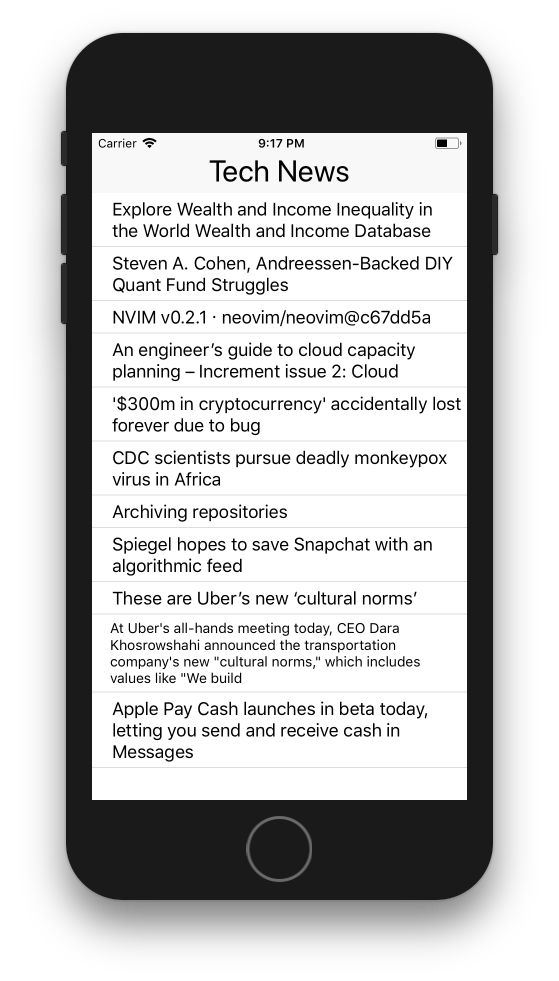 Carrier 9:17 PM
Tech News
Explore Wealth and Income Inequality in
the World Wealth and Income Database
Steven A. Cohen, Andreessen-Backed DIY
Quant Fund Struggles
NVIM v0.2.1 · neovim/neovim@c67dd5a
An engineer’s guide to cloud capacity
planning – Increment issue 2: Cloud
'$300m in cryptocurrency' accidentally lost
forever due to bug
CDC scientists pursue deadly monkeypox
virus in Africa
Archiving repositories
Spiegel hopes to save Snapchat with an
algorithmic feed
These are Uber’s new ‘cultural norms’
At Uber's all-hands meeting today, CEO Dara
Khosrowshahi announced the transportation
company's new "cultural norms," which includes
values like "We build
Apple Pay Cash launches in beta today,
letting you send and receive cash in
Messages